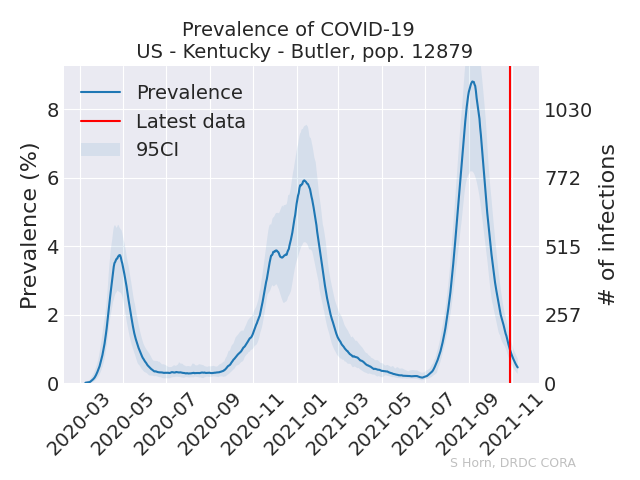 Prevalence of COVID-19
US - Kentucky - Butler, pop. 12879
Prevalence
Latest data
95CI
Prevalence (%)
8
6
4
2
0
# of infections
1030
772
515
257
0
2020-03
2020-05
2020-07
2020-09
2020-11
2021-01
2021-03
2021-05
2021-07
2021-09
2021-11
S Horn, DRDC CORA